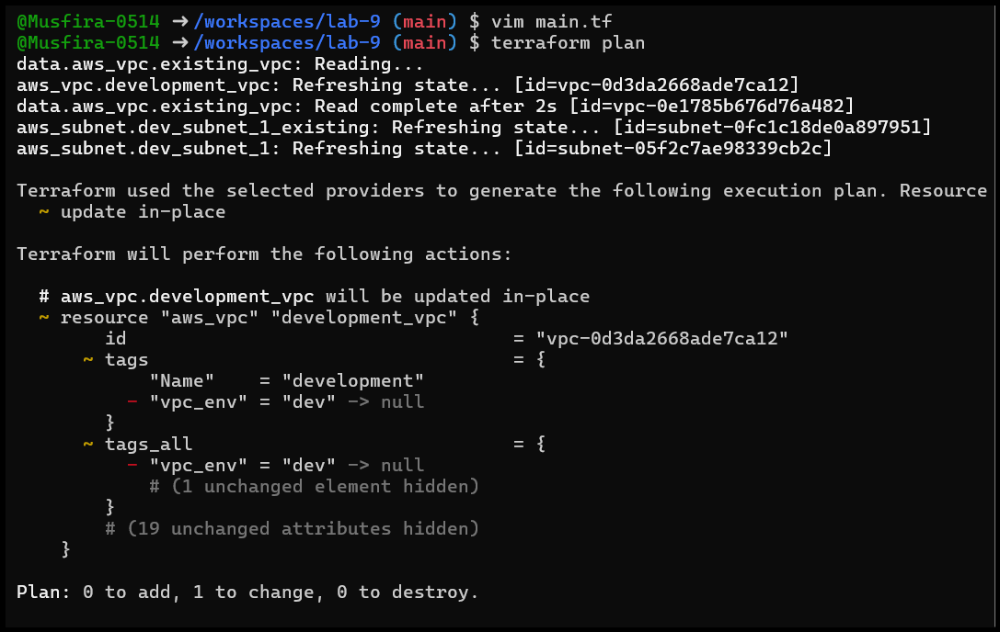 @Musfira-0514 ➜ /workspaces/lab-9 (main) $ vim main.tf
@Musfira-0514 ➜ /workspaces/lab-9 (main) $ terraform plan
data.aws_vpc.existing_vpc: Reading...
aws_vpc.development_vpc: Refreshing state... [id=vpc-0d3da2668ade7ca12]
data.aws_vpc.existing_vpc: Read complete after 2s [id=vpc-0e1785b676d76a482]
aws_subnet.dev_subnet_1_existing: Refreshing state... [id=subnet-0fc1c18de0a897951]
aws_subnet.dev_subnet_1: Refreshing state... [id=subnet-05f2c7ae98339cb2c]
Terraform used the selected providers to generate the following execution plan. Resource
  ~ update in-place
Terraform will perform the following actions:
  # aws_vpc.development_vpc will be updated in-place
  ~ resource "aws_vpc" "development_vpc" {
        id                                   = "vpc-0d3da2668ade7ca12"
      ~ tags                                 = {
            "Name"    = "development"
          - "vpc_env" = "dev" -> null
        }
      ~ tags_all                             = {
          - "vpc_env" = "dev" -> null
            # (1 unchanged element hidden)
        }
        # (19 unchanged attributes hidden)
    }
Plan: 0 to add, 1 to change, 0 to destroy.